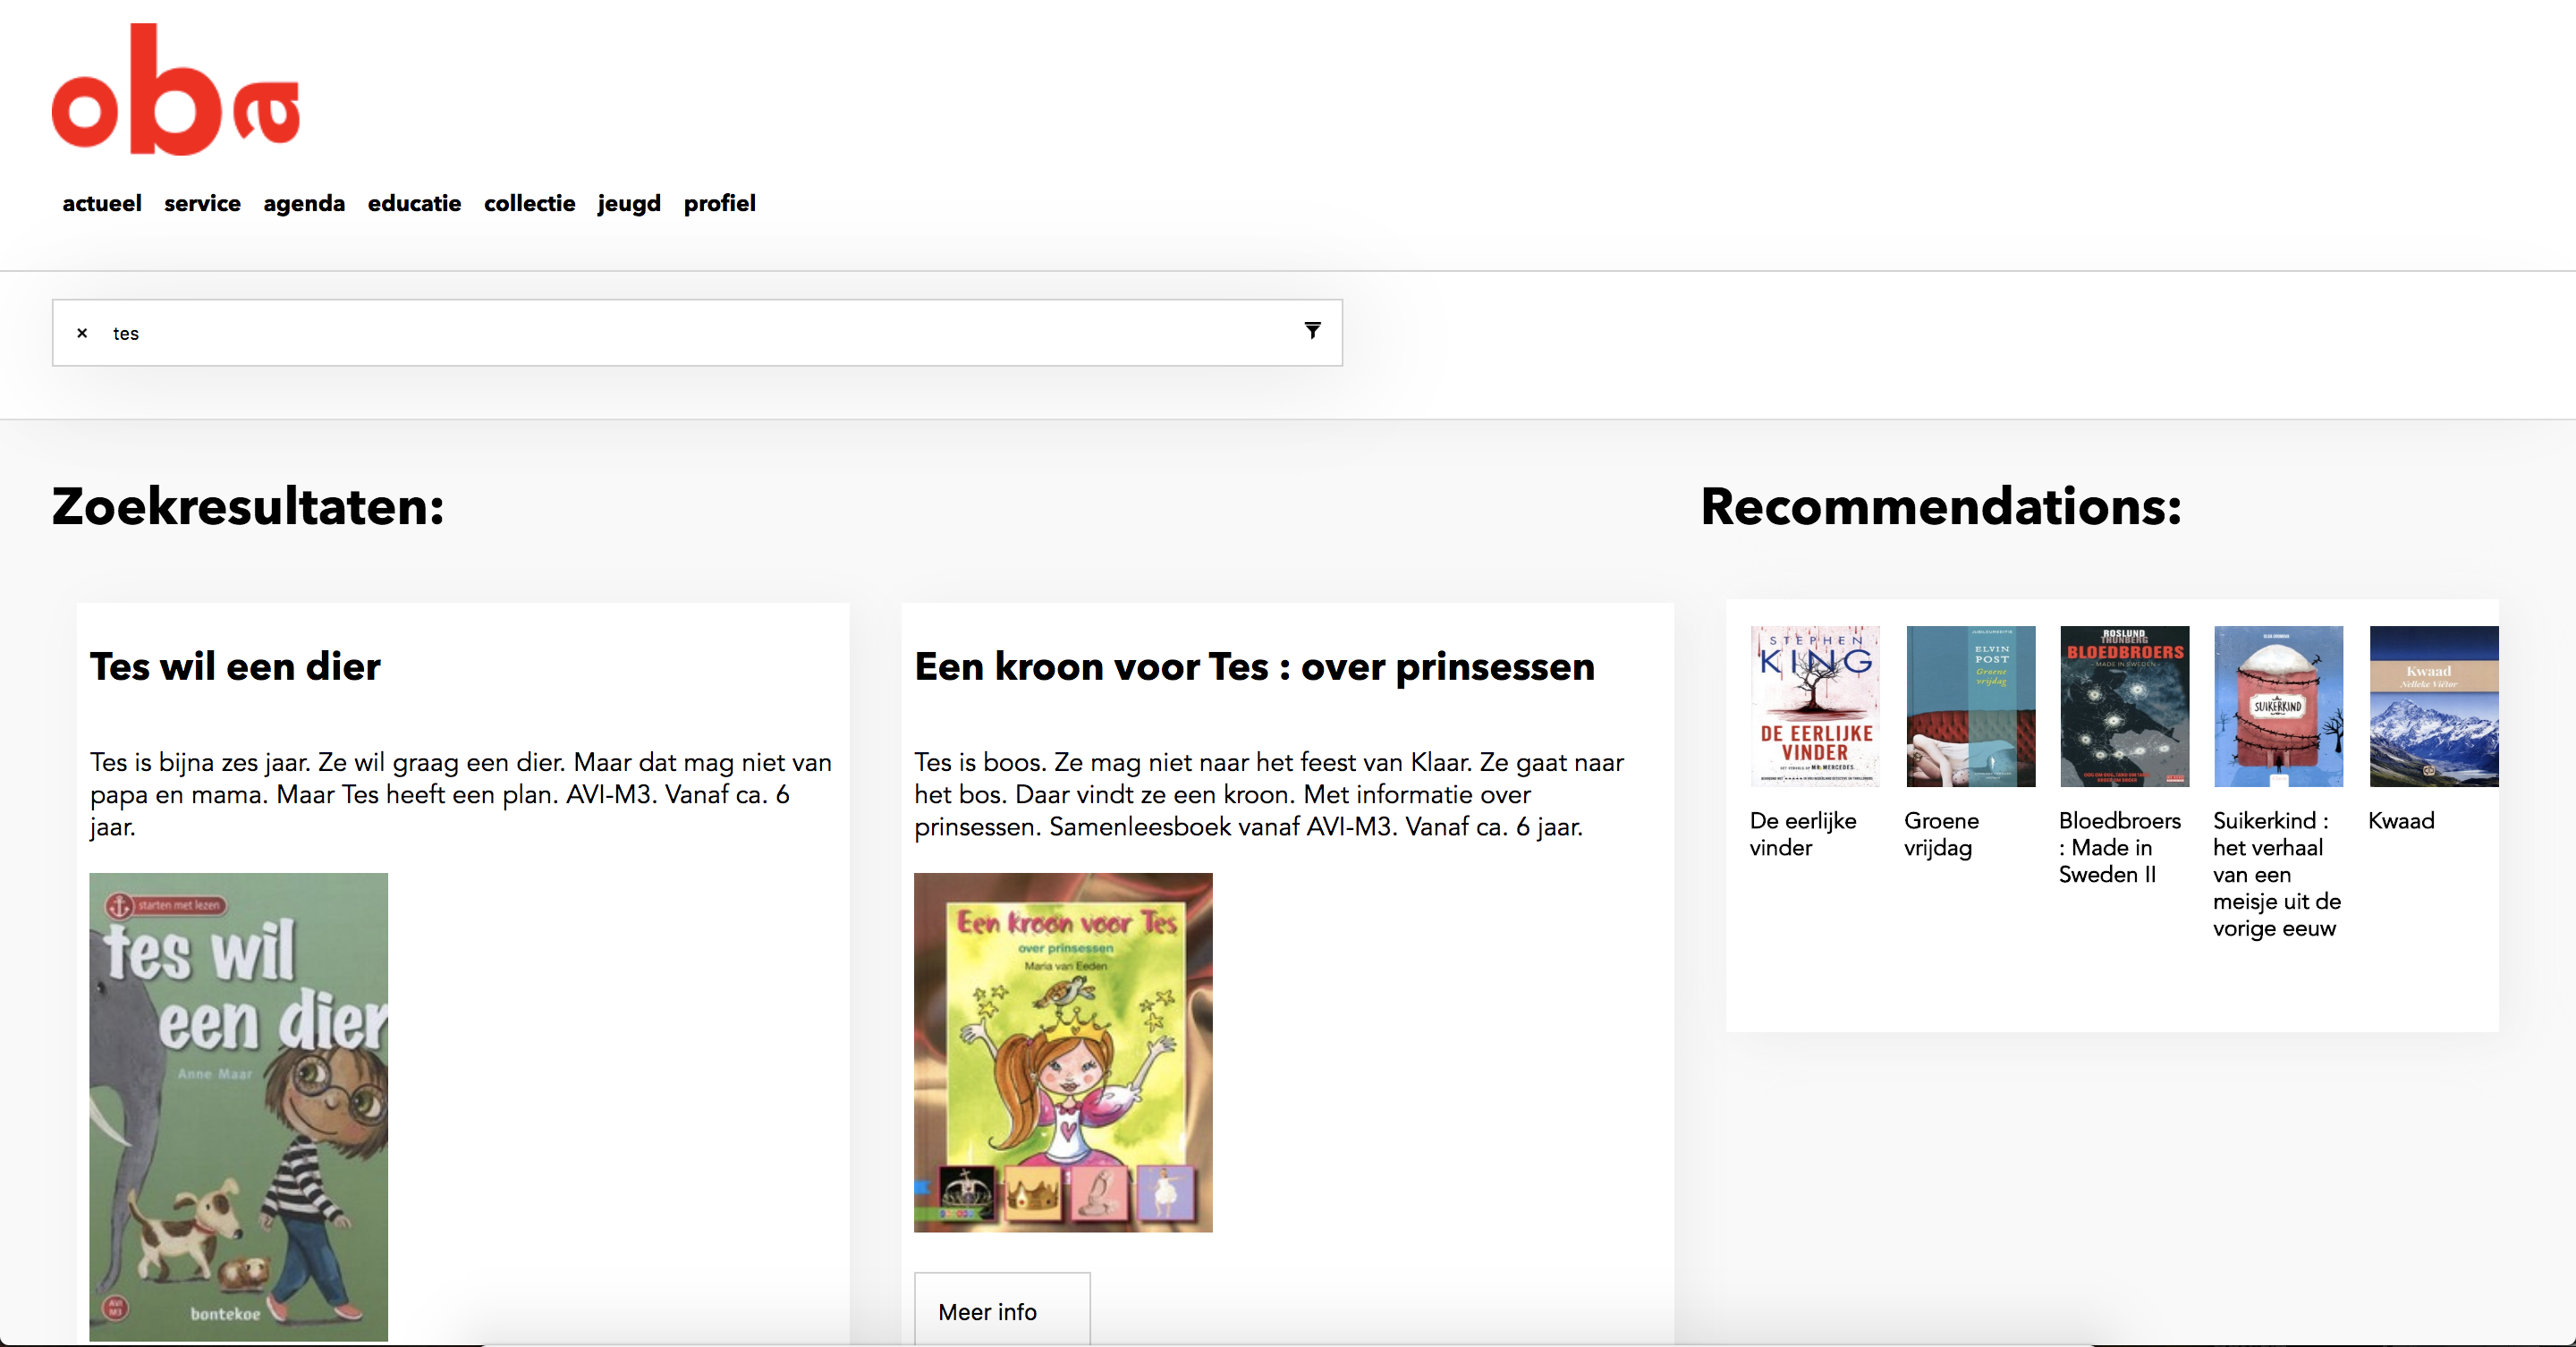 oba
actueel service agenda educatie collectie jeugd profiel
× tes
Zoekresultaten:
Recommendations:
Tes wil een dier
Tes is bijna zes jaar. Ze wil graag een dier. Maar dat mag niet van
papa en mama. Maar Tes heeft een plan. AVI-M3. Vanaf ca. 6
jaar.
starten met lezen
tes wil
een dier
Anne Maar
AVI
M3
bontekoe
Een kroon voor Tes : over prinsessen
Tes is boos. Ze mag niet naar het feest van Klaar. Ze gaat naar
het bos. Daar vindt ze een kroon. Met informatie over
prinsessen. Samenleesboek vanaf AVI-M3. Vanaf ca. 6 jaar.
Een kroon voor Tes
over prinsessen
Maria van Eeden
Meer info
STEPHEN
KING
DE EERLIJKE
VINDER
De eerlijke
vinder
ELVIN
POST
Groene
vrijdag
Groene
vrijdag
ROSLUND
THUNBERG
BLOEDBROERS
- MADE IN SWEDEN -
Bloedbroers
: Made in
Sweden II
SUIKERKIND
Suikerkind :
het verhaal
van een
meisje uit de
vorige eeuw
Kwaad
Nelleke Viëtor
Kwaad